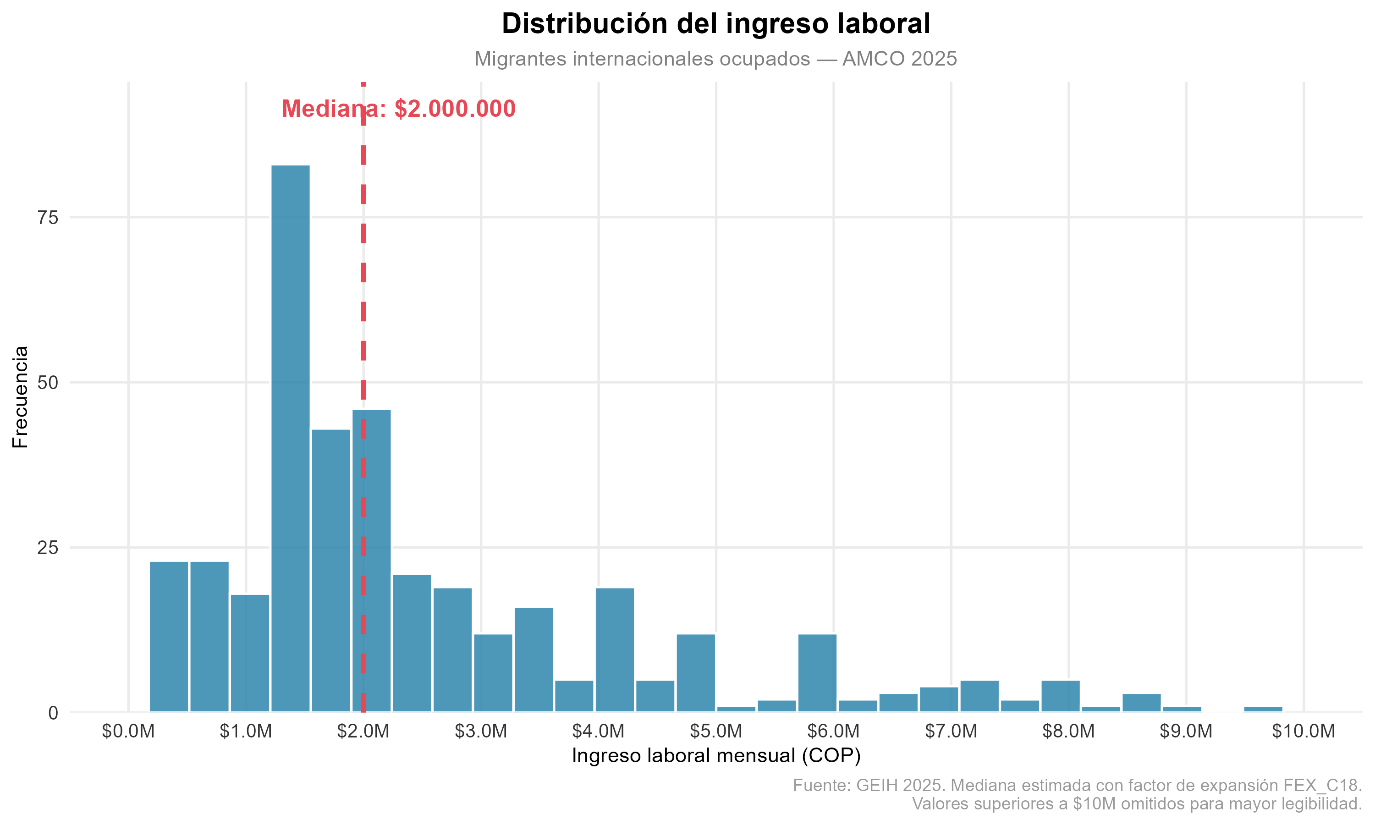 Distribución del ingreso laboral
Migrantes internacionales ocupados — AMCO 2025
Mediana: $2.000.000
Frecuencia
75
50
25
0
$0.0M $1.0M $2.0M $3.0M $4.0M $5.0M $6.0M $7.0M $8.0M $9.0M $10.0M
Ingreso laboral mensual (COP)
Fuente: GEIH 2025. Mediana estimada con factor de expansión FEX_C18.
Valores superiores a $10M omitidos para mayor legibilidad.